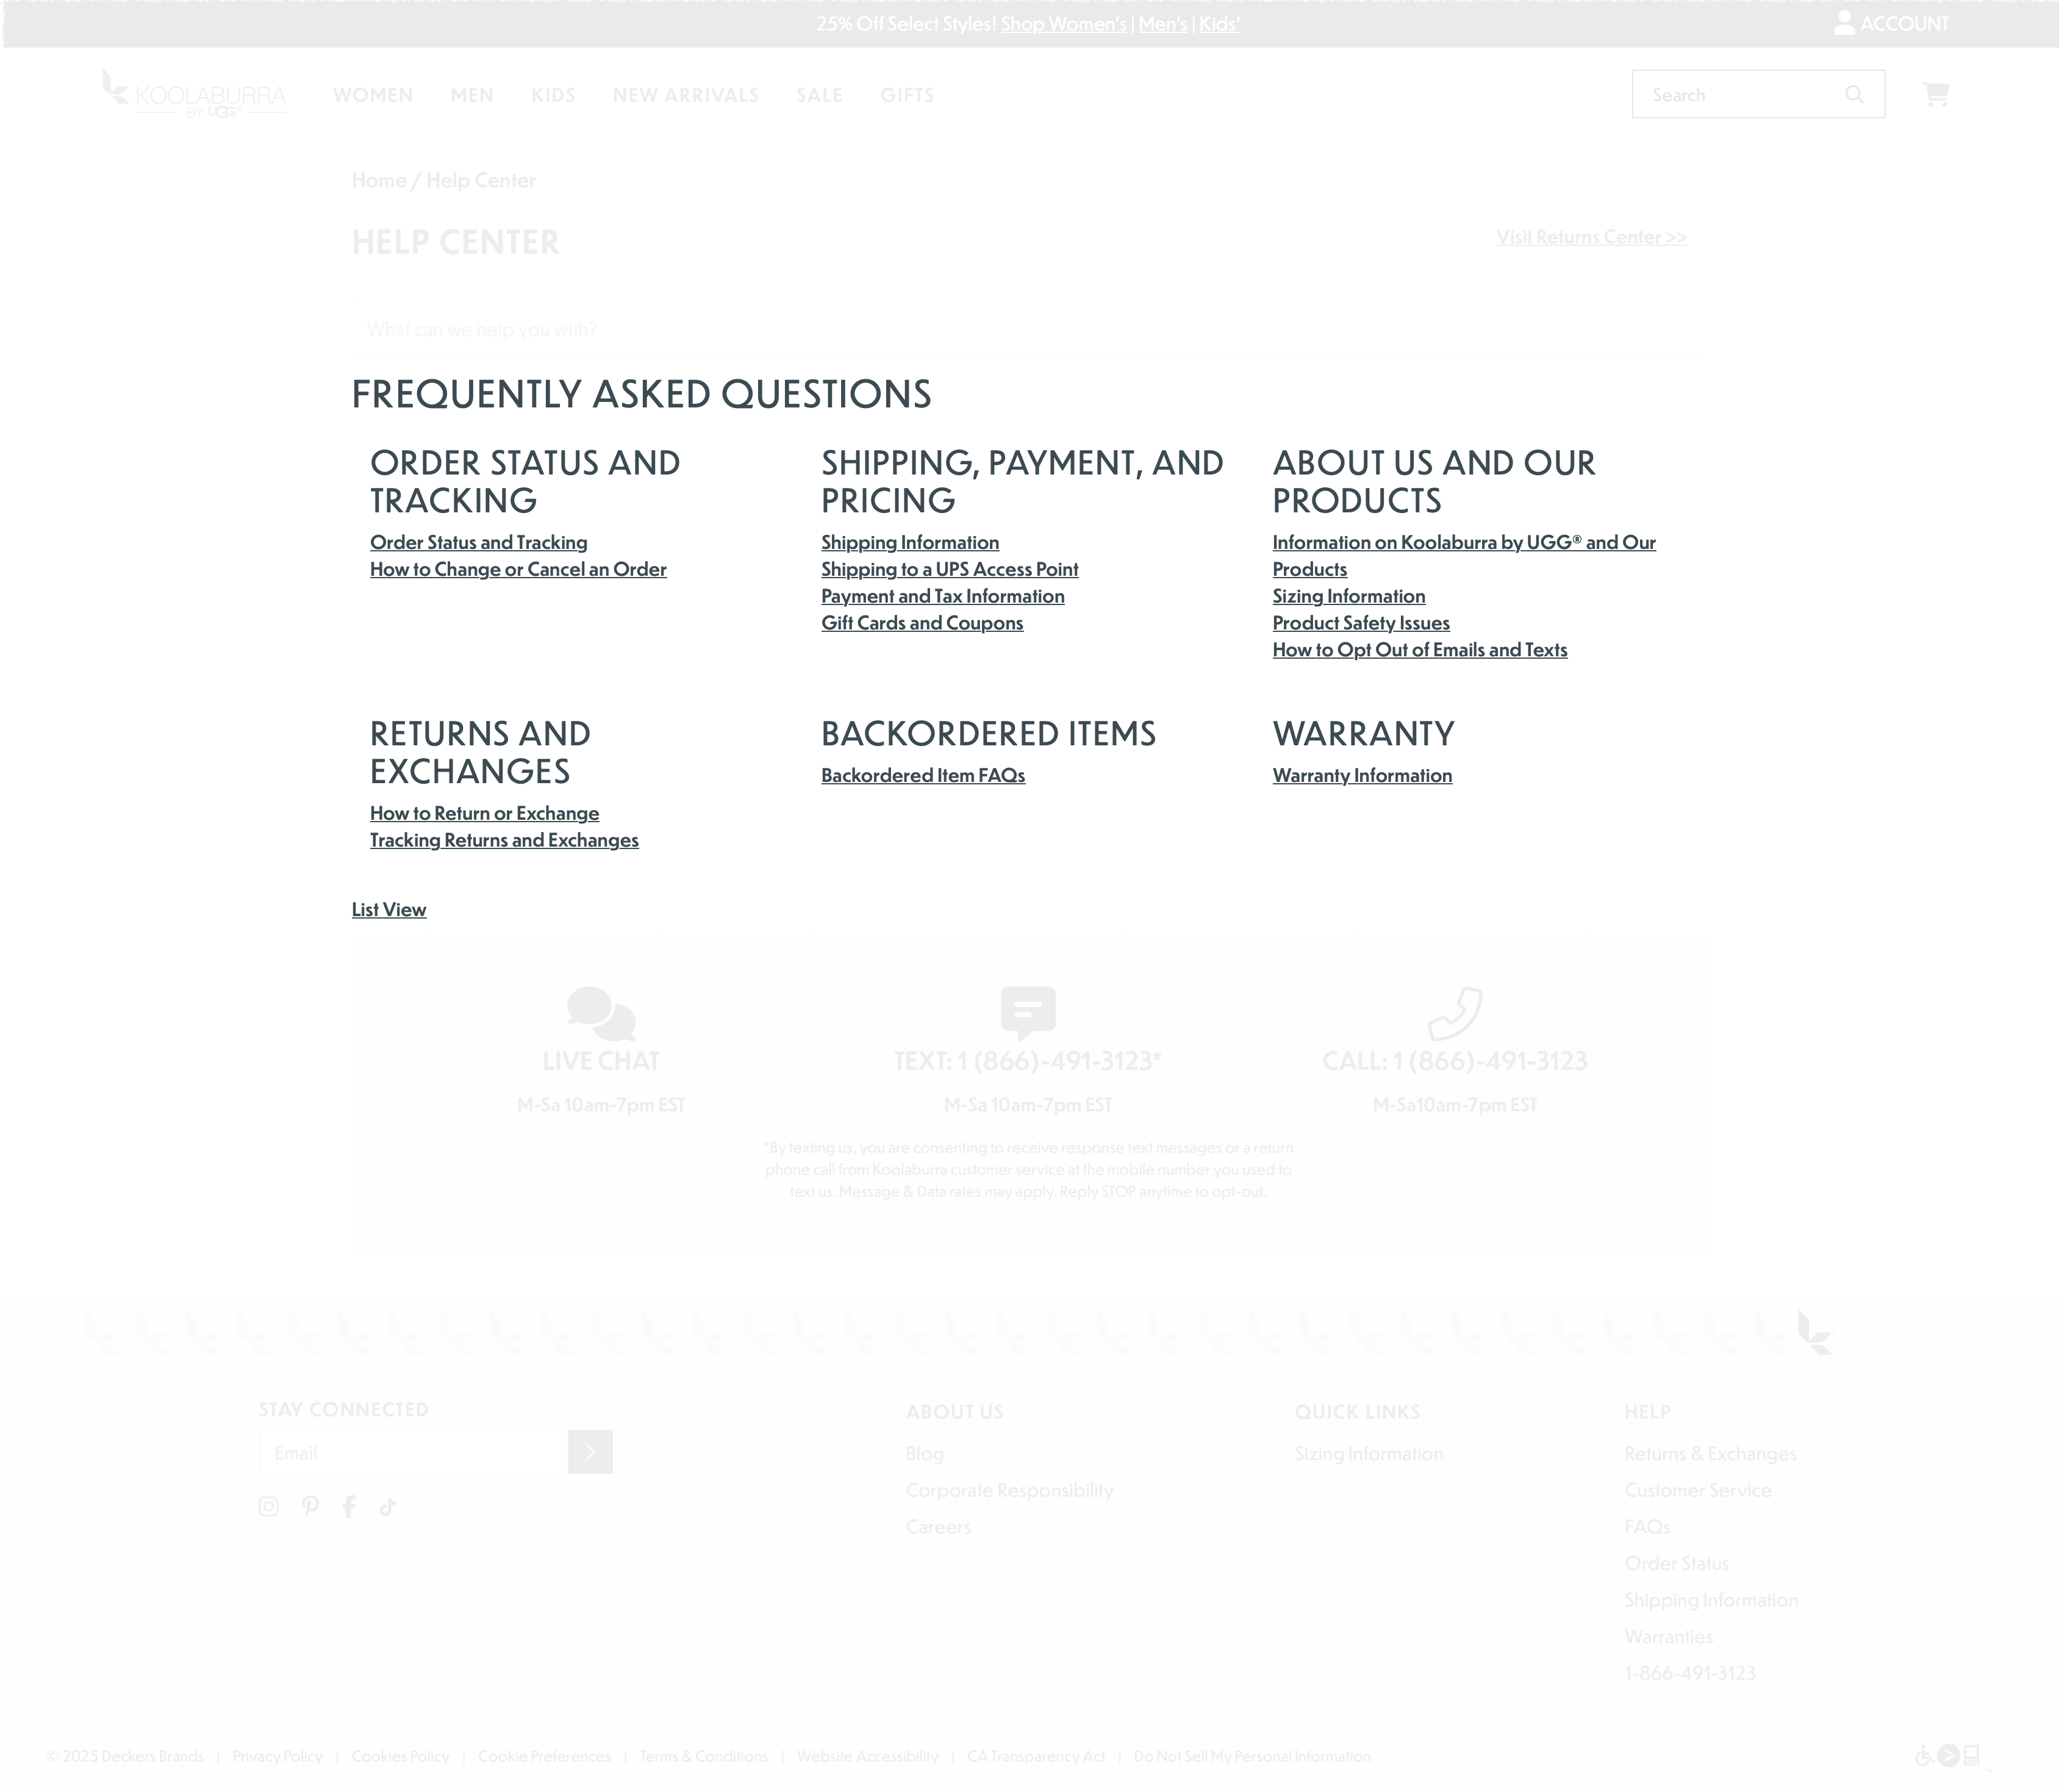 25% Off Select Styles! Shop Women's | Men's | Kids'
ACCOUNT
KOOLABURRA
BY UGG®
WOMEN MEN KIDS NEW ARRIVALS SALE GIFTS
Search
Home / Help Center
HELP CENTER
Visit Returns Center >>
What can we help you with?
FREQUENTLY ASKED QUESTIONS
ORDER STATUS AND
TRACKING
Order Status and Tracking
How to Change or Cancel an Order
SHIPPING, PAYMENT, AND
PRICING
Shipping Information
Shipping to a UPS Access Point
Payment and Tax Information
Gift Cards and Coupons
ABOUT US AND OUR
PRODUCTS
Information on Koolaburra by UGG® and Our
Products
Sizing Information
Product Safety Issues
How to Opt Out of Emails and Texts
RETURNS AND
EXCHANGES
How to Return or Exchange
Tracking Returns and Exchanges
BACKORDERED ITEMS
Backordered Item FAQs
WARRANTY
Warranty Information
List View
LIVE CHAT
M-Sa 10am-7pm EST
TEXT: 1 (866)-491-3123*
M-Sa 10am-7pm EST
CALL: 1 (866)-491-3123
M-Sa10am-7pm EST
*By texting us, you are consenting to receive response text messages or a return
phone call from Koolaburra customer service at the mobile number you used to
text us. Message & Data rates may apply. Reply STOP anytime to opt-out.
STAY CONNECTED
Email
ABOUT US
Blog
Corporate Responsibility
Careers
QUICK LINKS
Sizing Information
HELP
Returns & Exchanges
Customer Service
FAQs
Order Status
Shipping Information
Warranties
1-866-491-3123
© 2025 Deckers Brands | Privacy Policy | Cookies Policy | Cookie Preferences | Terms & Conditions | Website Accessibility | CA Transparency Act | Do Not Sell My Personal Information